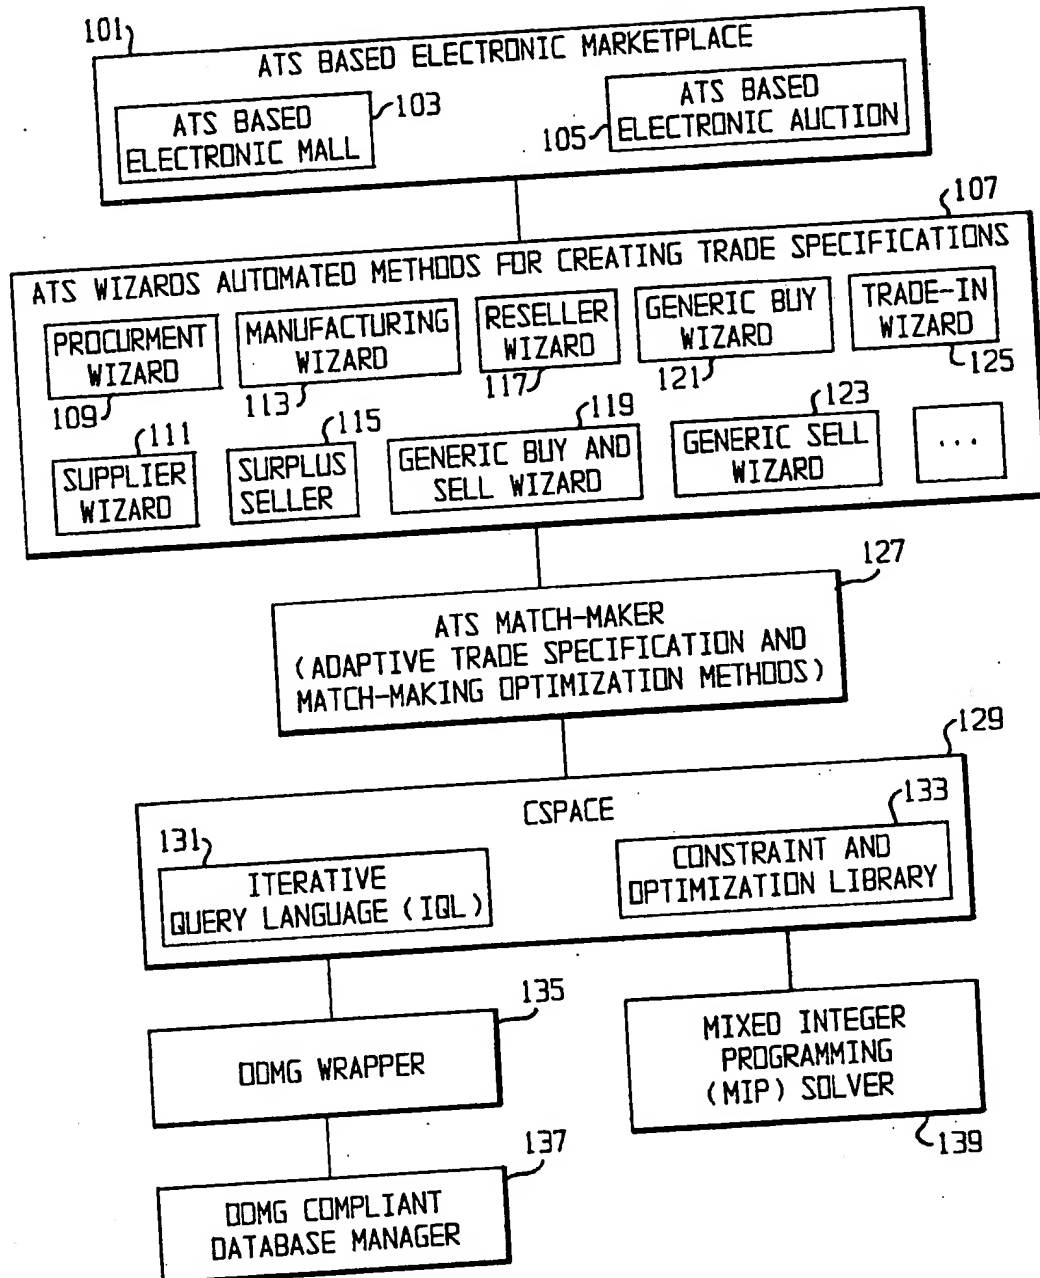 101
ATS BASED ELECTRONIC MARKETPLACE
ATS BASED
ELECTRONIC MALL
103
ATS BASED
ELECTRONIC AUCTION
105
107
ATS WIZARDS AUTOMATED METHODS FOR CREATING TRADE SPECIFICATIONS
PROCURMENT
WIZARD
109
MANUFACTURING
WIZARD
113
RESELLER
WIZARD
117
GENERIC BUY
WIZARD
121
TRADE-IN
WIZARD
125
111
SUPPLIER
WIZARD
115
SURPLUS
SELLER
119
GENERIC BUY AND
SELL WIZARD
123
GENERIC SELL
WIZARD
...
127
ATS MATCH-MAKER
(ADAPTIVE TRADE SPECIFICATION AND
MATCH-MAKING OPTIMIZATION METHODS)
129
CSPACE
131
ITERATIVE
QUERY LANGUAGE (IQL)
133
CONSTRAINT AND
OPTIMIZATION LIBRARY
135
ODMG WRAPPER
MIXED INTEGER
PROGRAMMING
(MIP) SOLVER
139
137
ODMG COMPLIANT
DATABASE MANAGER